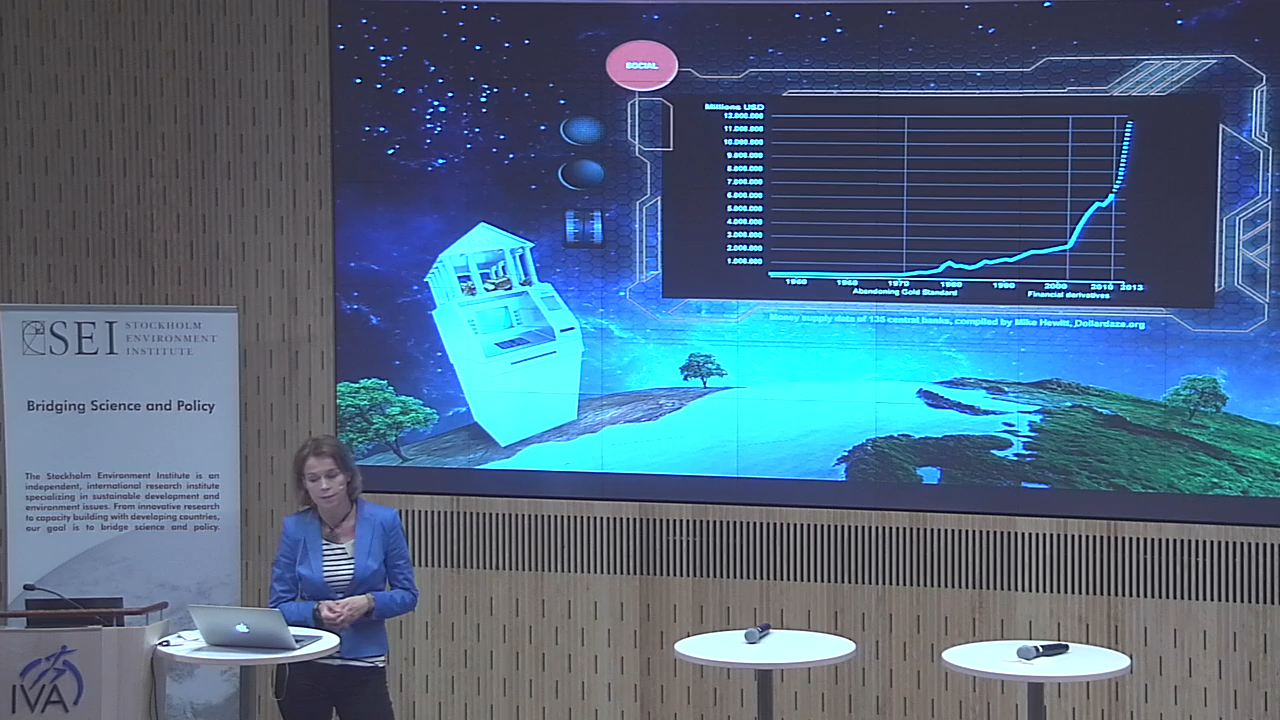 SOCIAL
Millions USD
12.000.000
11.000.000
10.000.000
9.000.000
8.000.000
7.000.000
6.000.000
5.000.000
4.000.000
3.000.000
2.000.000
1.000.000
1960 1960 1970 1980 1990 2000 2010 2013
Abandoning Gold Standard Financial derivatives
Money supply data of 135 central banks, compiled by Mike Hewitt, Dollardaze.org
SEI STOCKHOLM
ENVIRONMENT
INSTITUTE
Bridging Science and Policy
The Stockholm Environment Institute is an
independent, international research institute
specializing in sustainable development and
environment issues. From innovative research
to capacity building with developing countries,
our goal is to bridge science and policy.
IVA